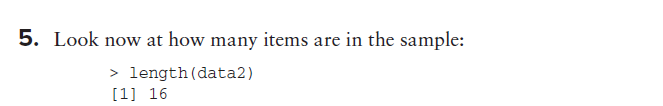 5. Look now at how many items are in the sample:
> length(data2)
[1] 16